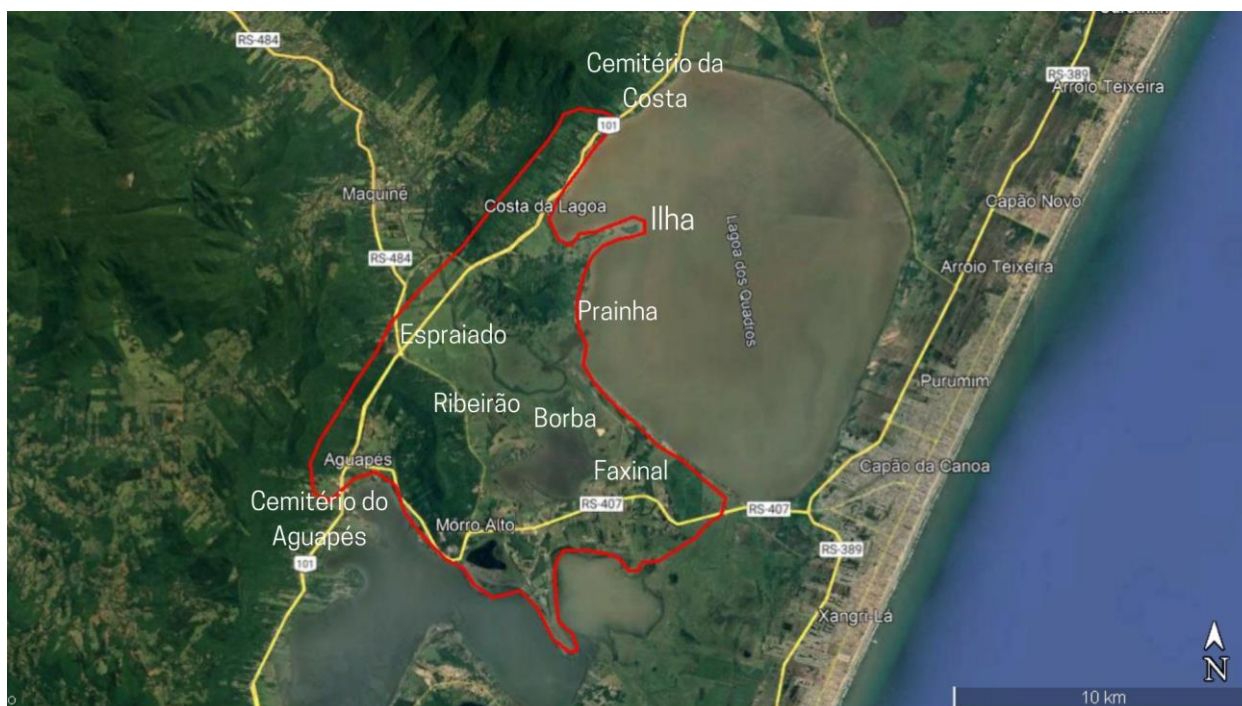 RS-484
Cemitério da
Costa
RS-389
Arroio Teixeira
101
Maquiné
Costa da Lagoa
Ilha
Capão Novo
Lagoa dos Quadros
RS-484
Arroio Teixeira
Prainha
Espraiado
Purumim
Ribeirão
Borba
Aguapés
Faxinal
Capão da Canoa
Cemitério do
Aguapés
RS-407
RS-407
Morro Alto
RS-389
101
Xangri-Lá
N
10 km